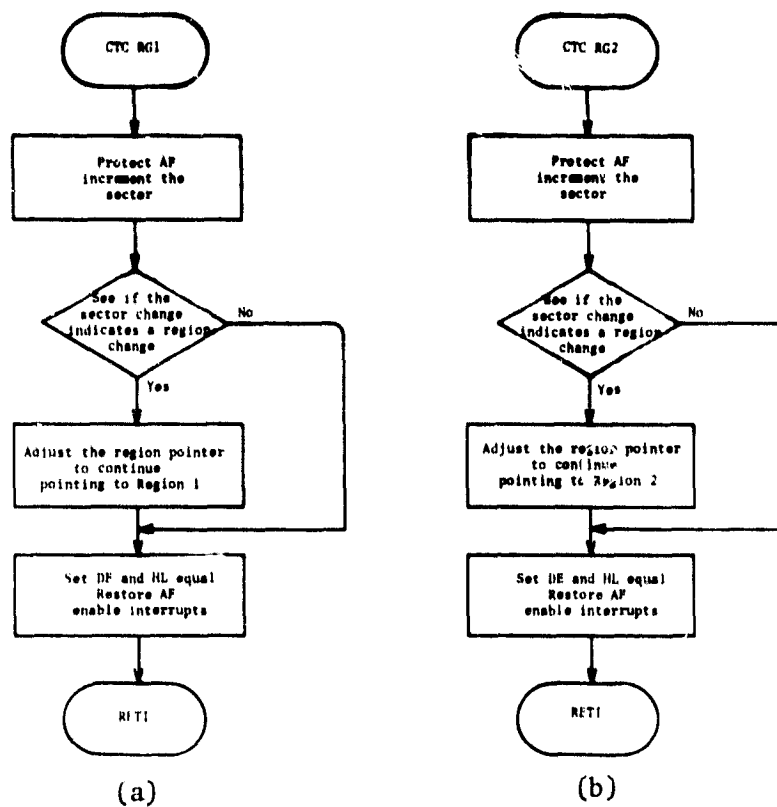 CTC RG1
Protect AF
increment the
sector
See if the
sector change
indicates a region
change
No
Yes
Adjust the region pointer
to continue
pointing to Region 1
Set DE and HL equal
Restore AF
enable interrupts
RETI
(a)
CTC RG2
Protect AF
increment the
sector
See if the
sector change
indicates a region
change
No
Yes
Adjust the region pointer
to continue
pointing to Region 2
Set DE and HL equal
Restore AF
enable interrupts
RETI
(b)